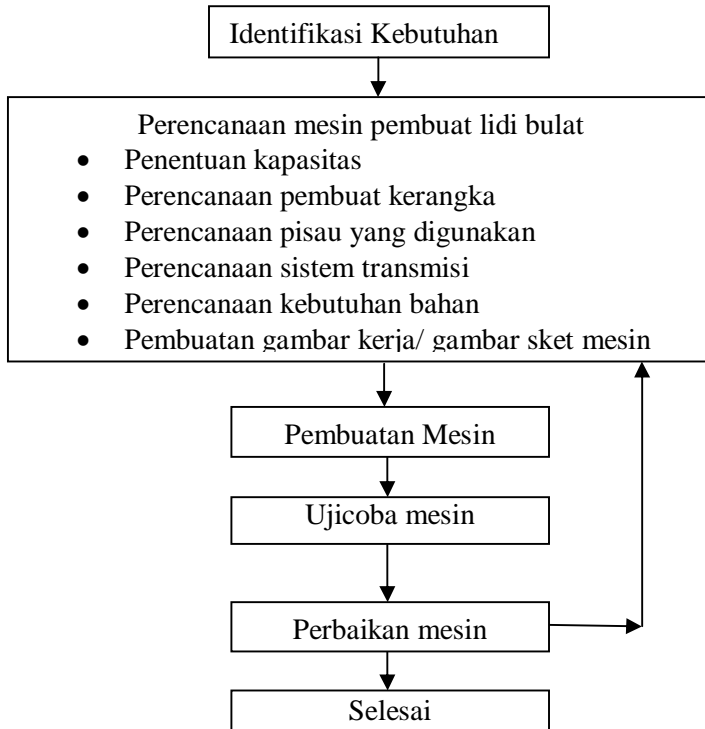 Identifikasi Kebutuhan
Perencanaan mesin pembuat lidi bulat
• Penentuan kapasitas
• Perencanaan pembuat kerangka
• Perencanaan pisau yang digunakan
• Perencanaan sistem transmisi
• Perencanaan kebutuhan bahan
• Pembuatan gambar kerja/ gambar sket mesin
Pembuatan Mesin
Ujicoba mesin
Perbaikan mesin
Selesai